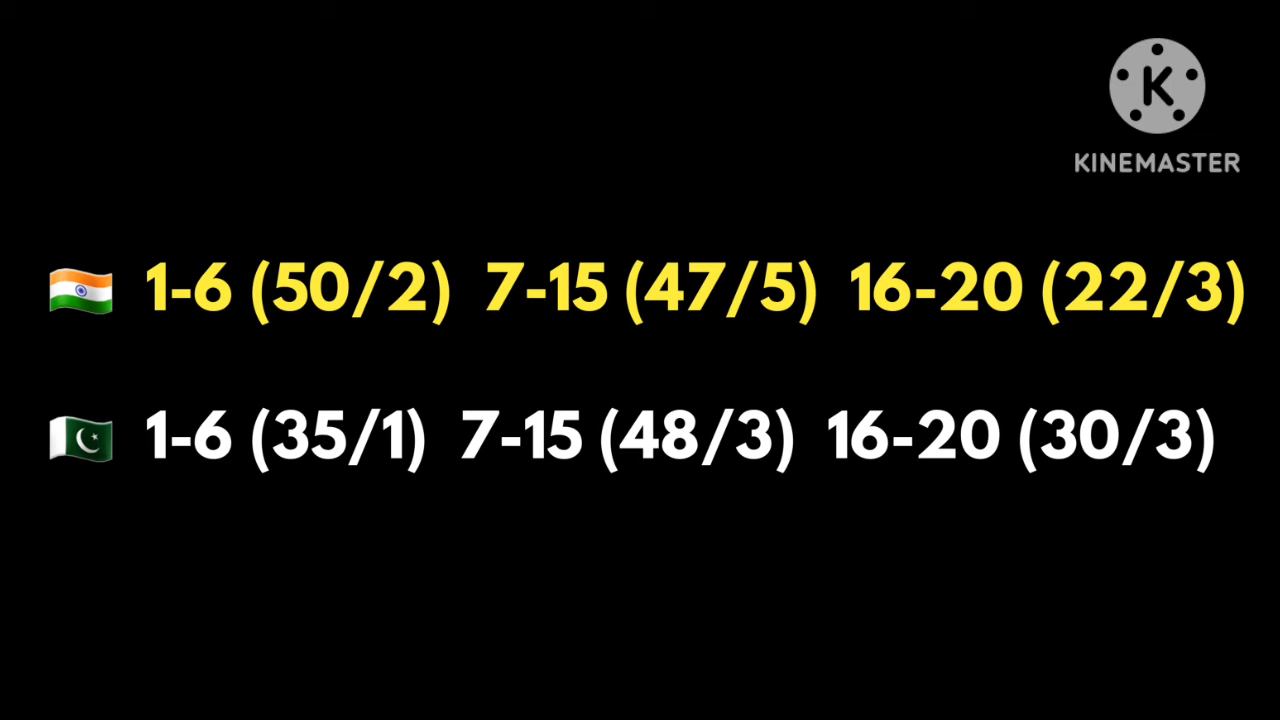 K
KINEMASTER
1-6 (50/2) 7-15 (47/5) 16-20 (22/3)
1-6 (35/1) 7-15 (48/3) 16-20 (30/3)